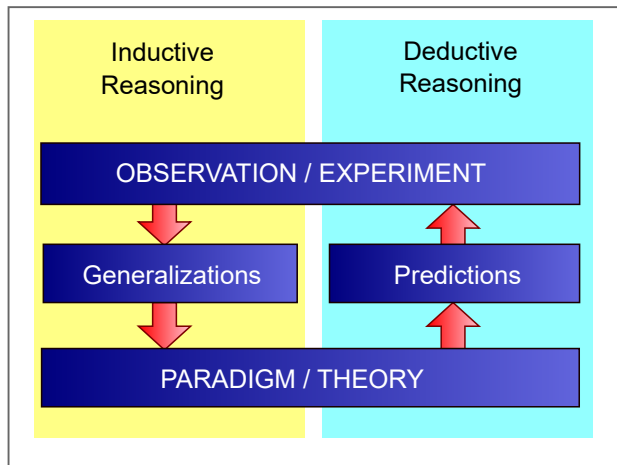 Inductive
Reasoning
Deductive
Reasoning
OBSERVATION / EXPERIMENT
Generalizations
Predictions
PARADIGM / THEORY